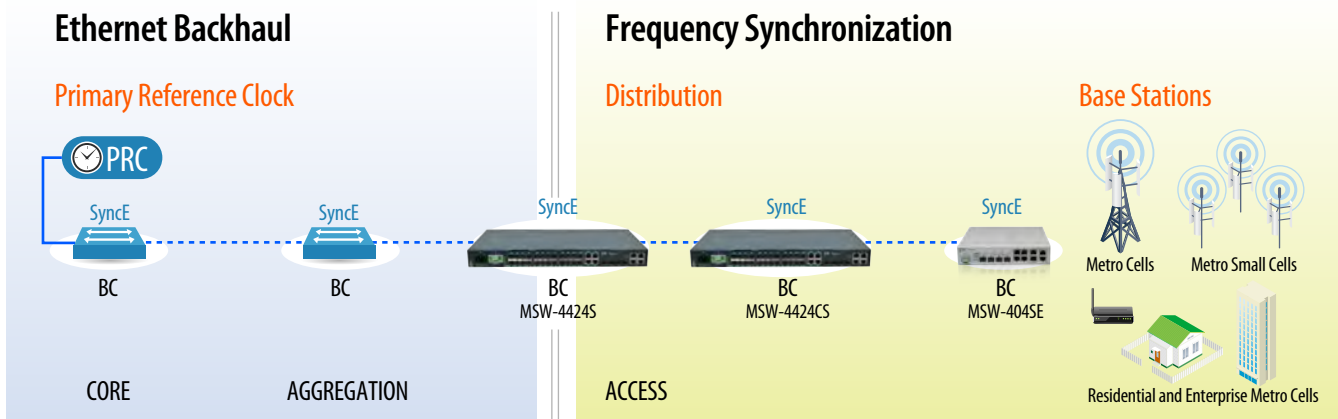 Ethernet Backhaul
Frequency Synchronization
Primary Reference Clock
Distribution
Base Stations
PRC
SyncE
SyncE
SyncE
SyncE
SyncE
BC
BC
BC
MSW-4424S
BC
MSW-4424CS
BC
MSW-404SE
Metro Cells
Metro Small Cells
Residential and Enterprise Metro Cells
CORE
AGGREGATION
ACCESS